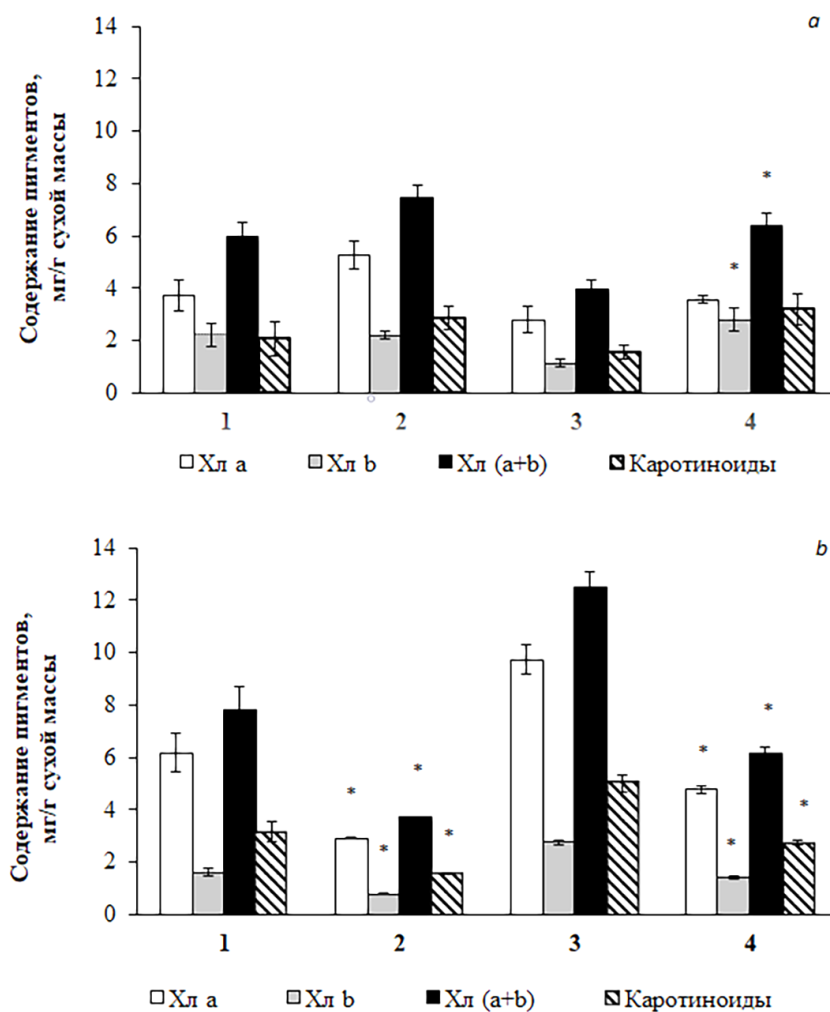 a
Содержание пигментов,
мг/г сухой массы
14
12
10
8
6
4
2
0
*
*
1 2 3 4
Хл a Хл b Хл (a+b) Каротиноиды
b
Содержание пигментов,
мг/г сухой массы
14
12
10
8
6
4
2
0
* * * *
* * * *
1 2 3 4
Хл a Хл b Хл (a+b) Каротиноиды